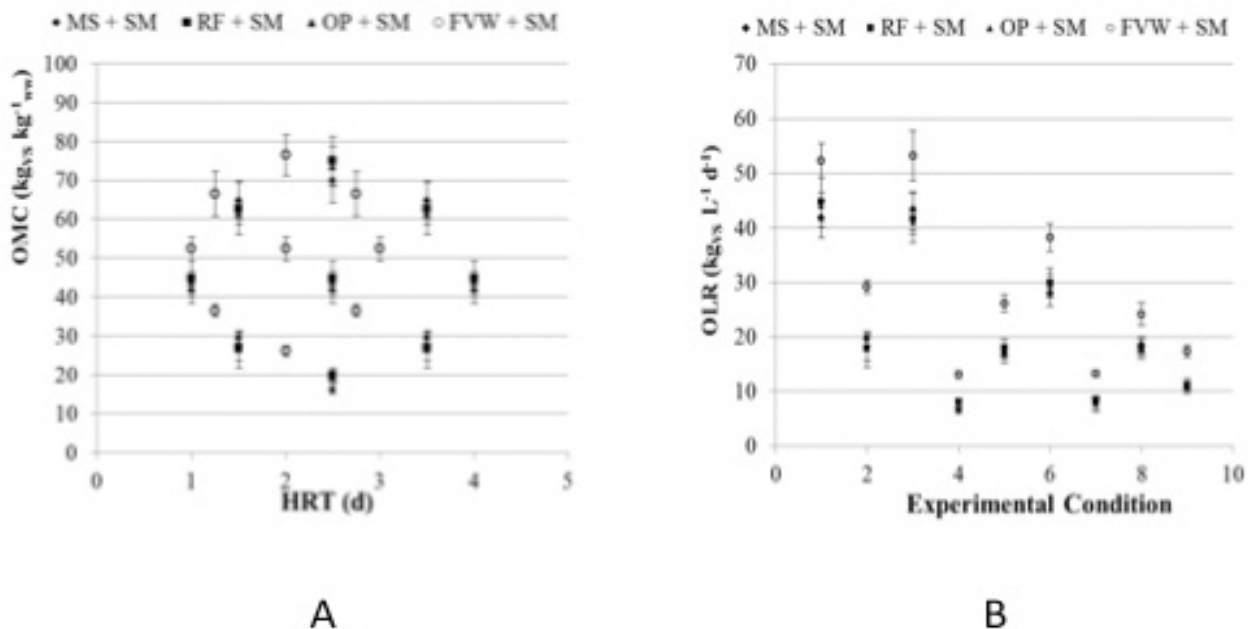 ◆ MS + SM ■ RF + SM ▲ OP + SM ○ FVW + SM
OMC (kgVS kg⁻¹ww)
100
90
80
70
60
50
40
30
20
10
0
0 1 2 3 4 5
HRT (d)
A
◆ MS + SM ■ RF + SM ▲ OP + SM ○ FVW + SM
OLR (kgVS L⁻¹ d⁻¹)
70
60
50
40
30
20
10
0
0 2 4 6 8 10
Experimental Condition
B